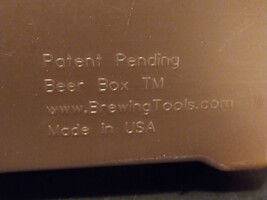 Patent Pending
Beer Box TM
www.BrewingTools.com
Made in USA